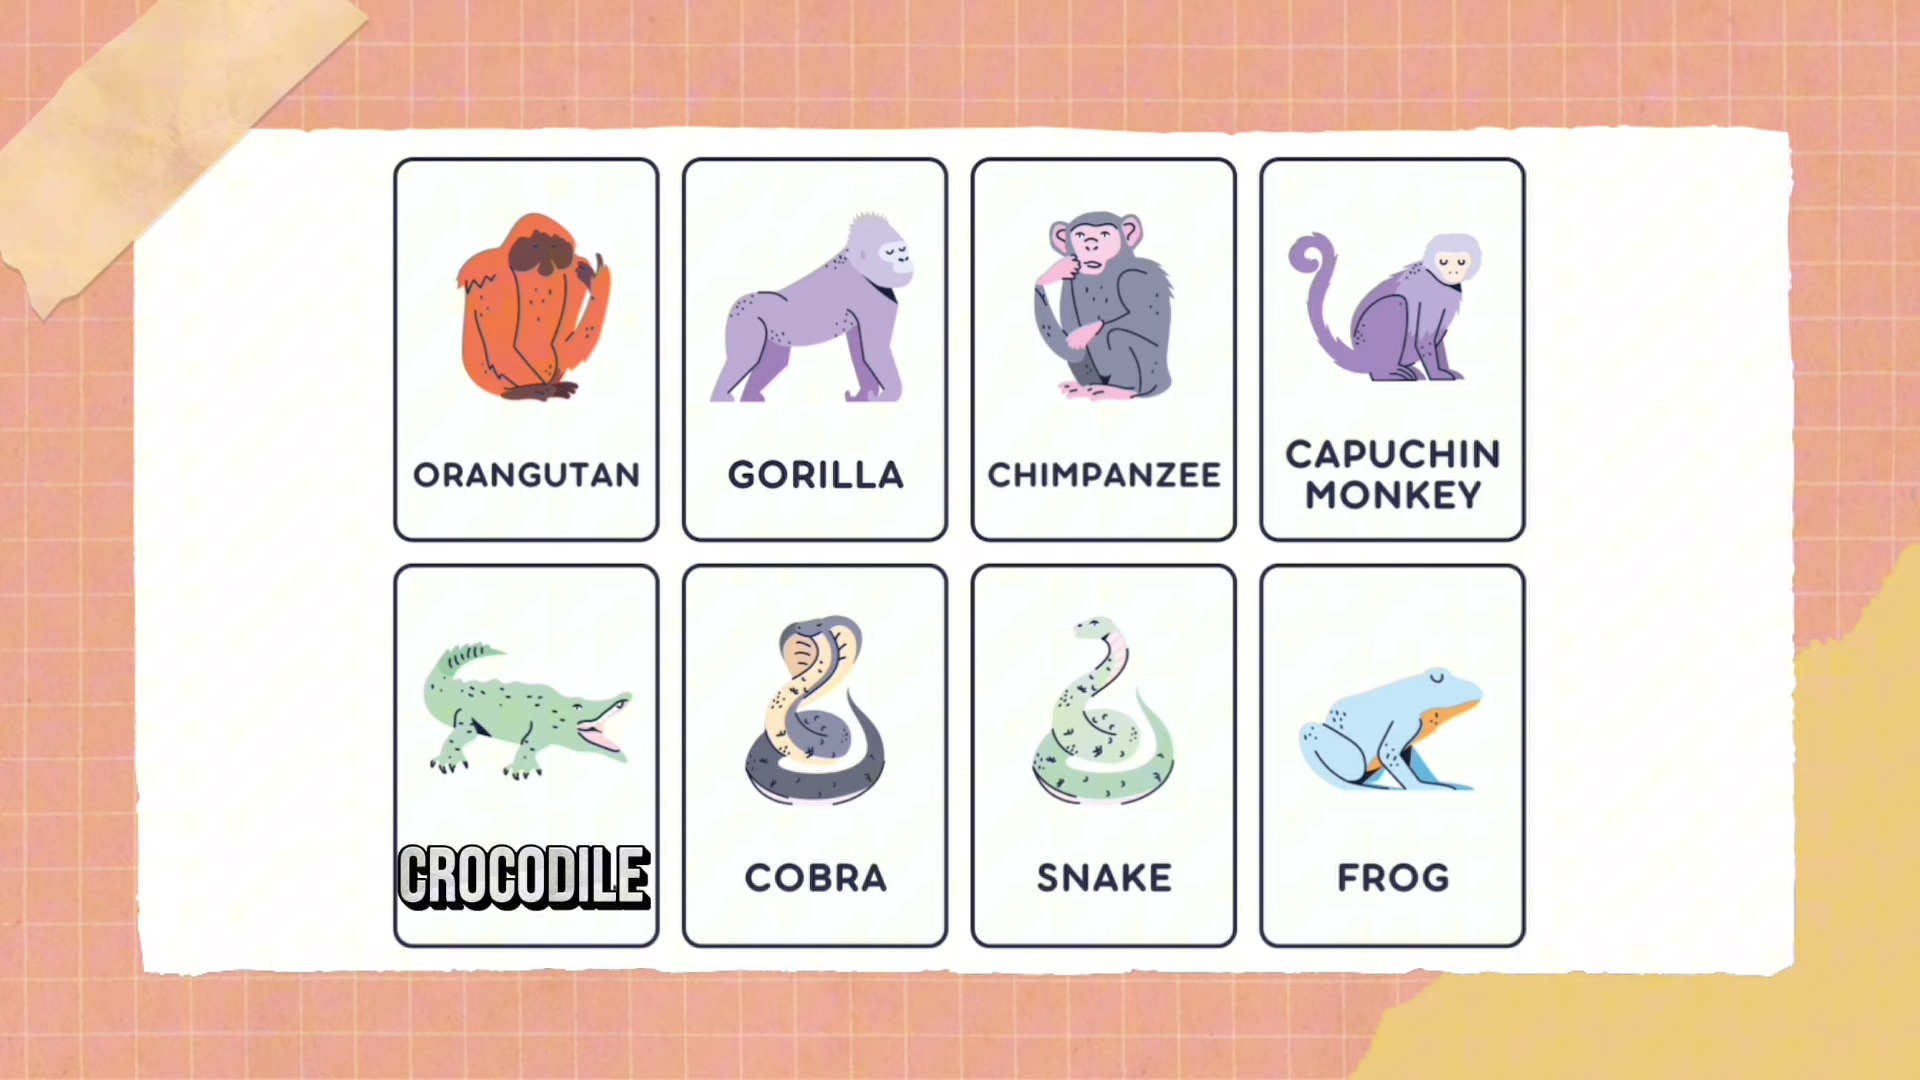 ORANGUTAN
GORILLA
CHIMPANZEE
CAPUCHIN
MONKEY
CROCODILE
COBRA
SNAKE
FROG